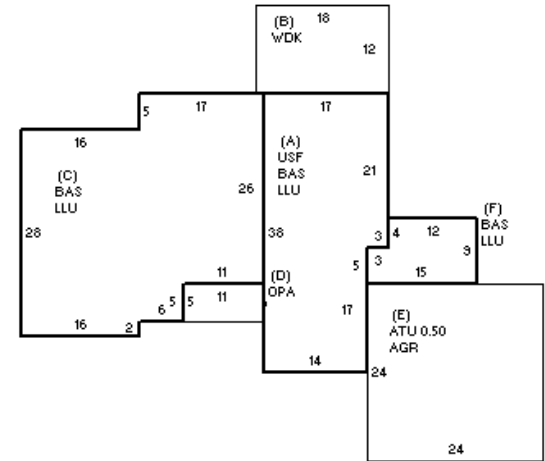 (B)
WDK
18
12
5
17
17
16
(A)
USF
BAS
LLU
21
(C)
BAS
LLU
26
28
38
3
4
12
(F)
BAS
LLU
9
5
3
15
11
(D)
OPA
5
5
11
6
16
2
17
(E)
ATU 0.50
AGR
14
24
24